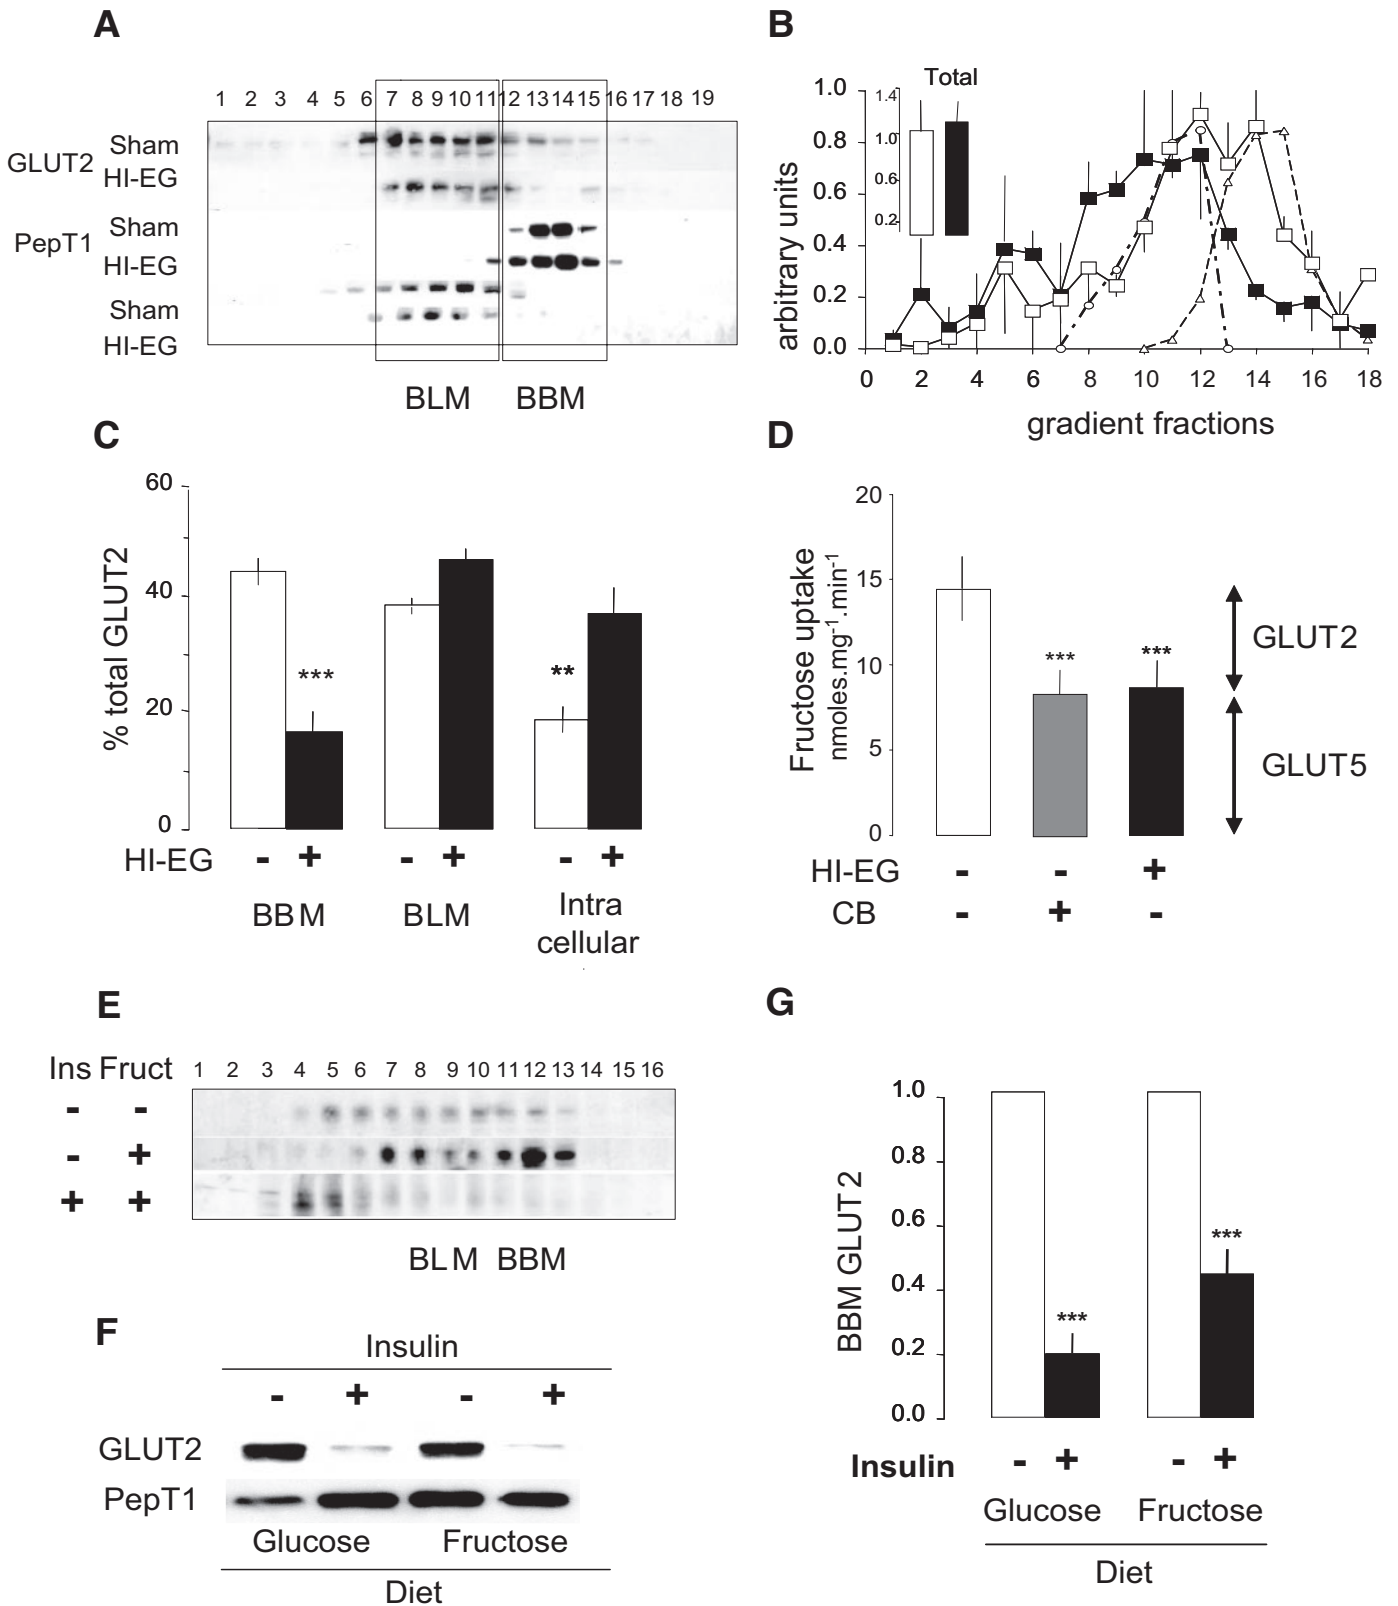 A
1 2 3 4 5 6 7 8 9 10 11 12 13 14 15 16 17 18 19
GLUT2
Sham
HI-EG
PepT1
Sham
HI-EG
Sham
HI-EG
BLM BBM
B
Total
1.4
1.0
0.6
0.2
arbitrary units
1.0
0.8
0.6
0.4
0.2
0.0
0 2 4 6 8 10 12 14 16 18
gradient fractions
C
% total GLUT2
60
40
20
0
***
**
HI-EG - + - + - +
BBM BLM Intra
cellular
D
Fructose uptake
nmoles.mg-1.min-1
20
15
10
5
0
*** ***
GLUT2
GLUT5
HI-EG - - +
CB - + -
E
Ins Fruct 1 2 3 4 5 6 7 8 9 10 11 12 13 14 15 16
- -
- +
+ +
BLM BBM
F
Insulin
- + - +
GLUT2
PepT1
Glucose Fructose
Diet
G
BBM GLUT2
1.0
0.8
0.6
0.4
0.2
0.0
***
***
Insulin - + - +
Glucose Fructose
Diet